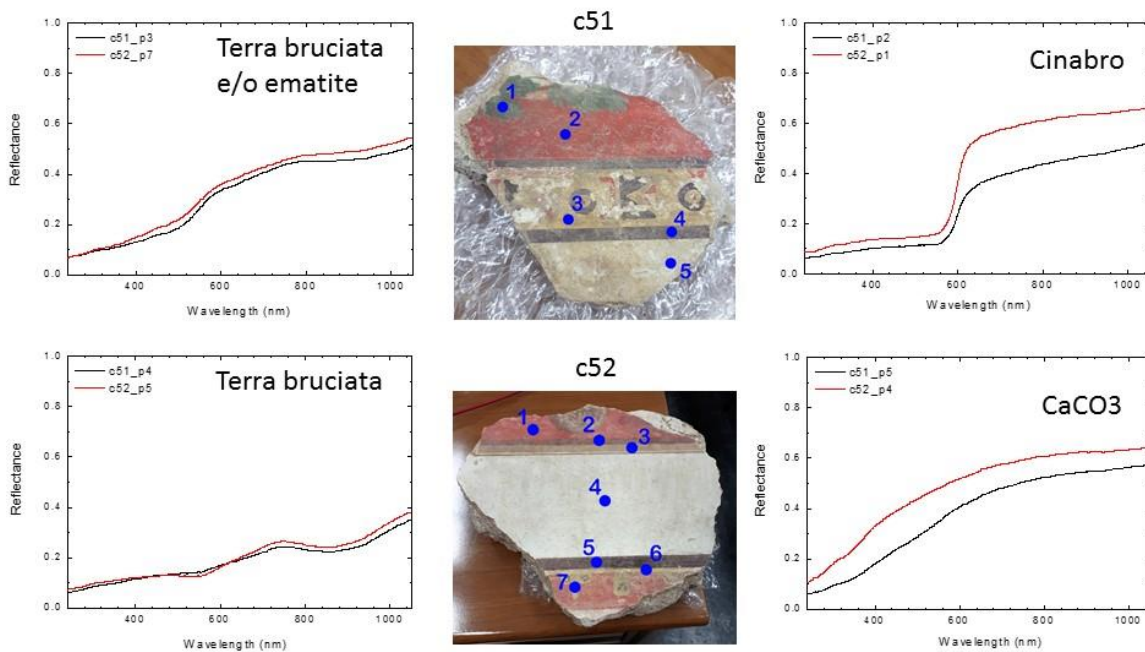 c51
1.0
0.8
0.6
0.4
0.2
0.0
Reflectance
c51_p3
c52_p7
Terra bruciata
e/o ematite
400 600 800 1000
Wavelength (nm)
1
2
3
4
5
1.0
0.8
0.6
0.4
0.2
0.0
Reflectance
c51_p2
c52_p1
Cinabro
400 600 800 1000
Wavelength (nm)
1.0
0.8
0.6
0.4
0.2
0.0
Reflectance
c51_p4
c52_p5
Terra bruciata
400 600 800 1000
Wavelength (nm)
c52
1
2
3
4
5
6
7
1.0
0.8
0.6
0.4
0.2
0.0
Reflectance
c51_p5
c52_p4
CaCO3
400 600 800 1000
Wavelength (nm)